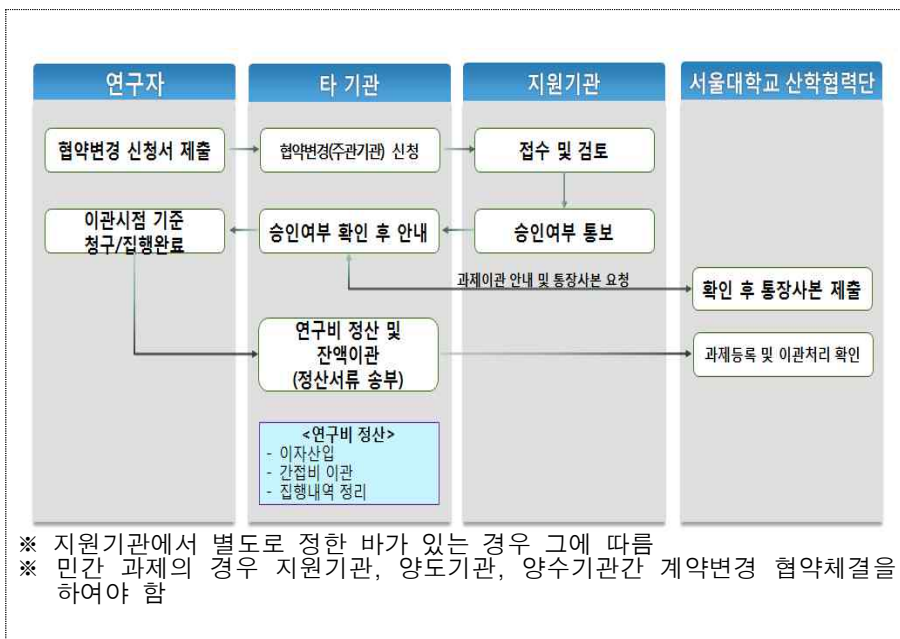 연구자
타 기관
지원기관
서울대학교 산학협력단
협약변경 신청서 제출
협약변경(주관기관) 신청
접수 및 검토
이관시점 기준
청구/집행완료
승인여부 확인 후 안내
승인여부 통보
과제이관 안내 및 통장사본 요청
확인 후 통장사본 제출
연구비 정산 및
잔액이관
(정산서류 송부)
과제등록 및 이관처리 확인
<연구비 정산>
- 이자산입
- 간접비 이관
- 집행내역 정리
※ 지원기관에서 별도로 정한 바가 있는 경우 그에 따름
※ 민간 과제의 경우 지원기관, 양도기관, 양수기관간 계약변경 협약체결을
하여야 함